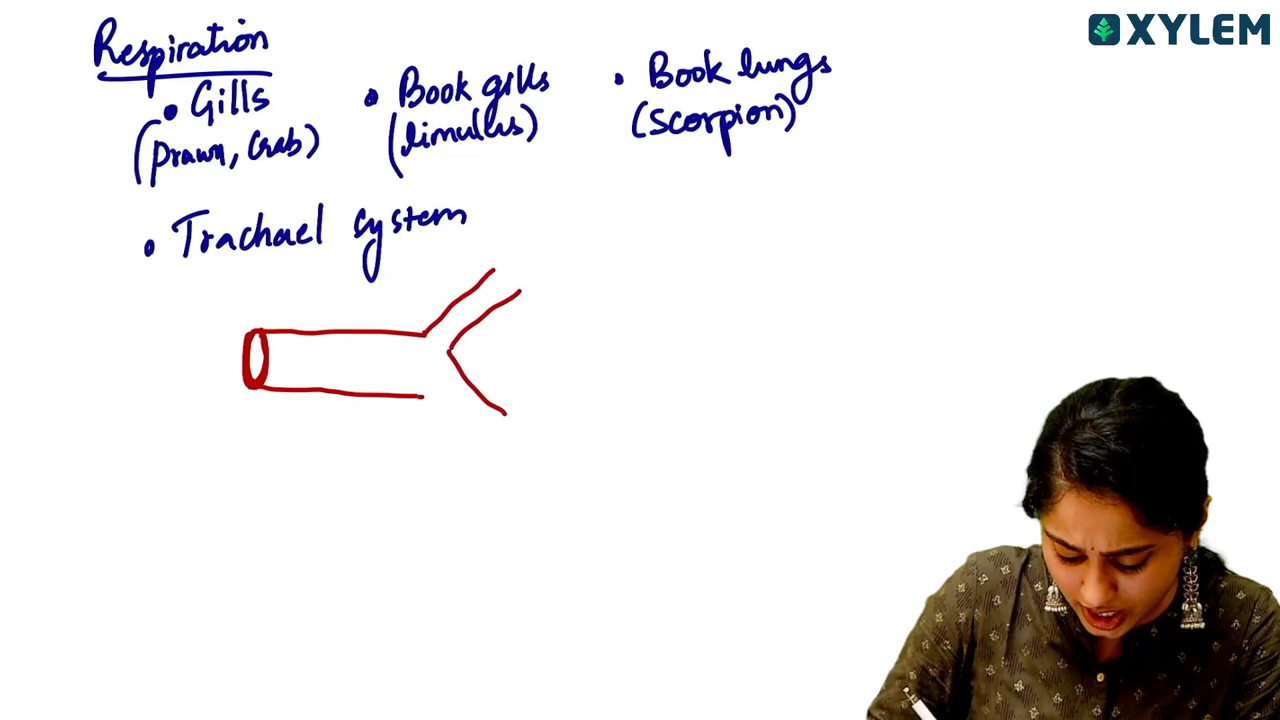 XYLEM
Respiration
• Gills
(Prawn, Crab)
• Book gills
(limulus)
• Book lungs
(Scorpion)
• Trachael system